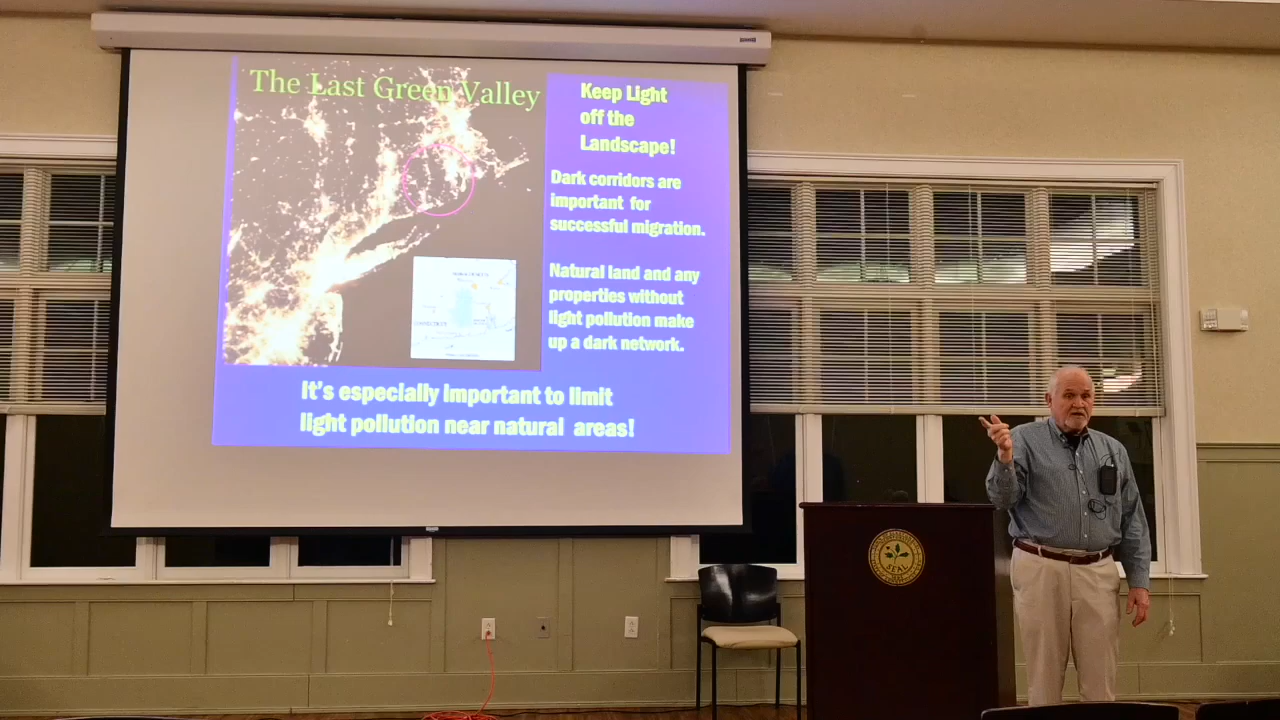 The Last Green Valley
Keep Light
off the
Landscape!
Dark corridors are
important for
successful migration.
Natural land and any
properties without
light pollution make
up a dark network.
It's especially important to limit
light pollution near natural areas!
SEAL